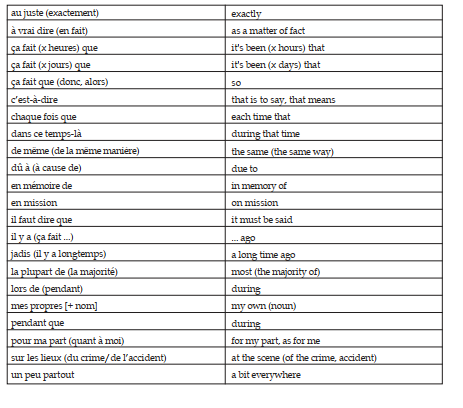 au juste (exactement) exactly
à vrai dire (en fait) as a matter of fact
ça fait (x heures) que it's been (x hours) that
ça fait (x jours) que it's been (x days) that
ça fait que (donc, alors) so
c'est-à-dire that is to say, that means
chaque fois que each time that
dans ce temps-là during that time
de même (de la même manière) the same (the same way)
dû à (à cause de) due to
en mémoire de in memory of
en mission on mission
il faut dire que it must be said
il y a (ça fait ...) ... ago
jadis (il y a longtemps) a long time ago
la plupart de (la majorité) most (the majority of)
lors de (pendant) during
mes propres [+ nom] my own (noun)
pendant que during
pour ma part (quant à moi) for my part, as for me
sur les lieux (du crime/de l'accident) at the scene (of the crime, accident)
un peu partout a bit everywhere